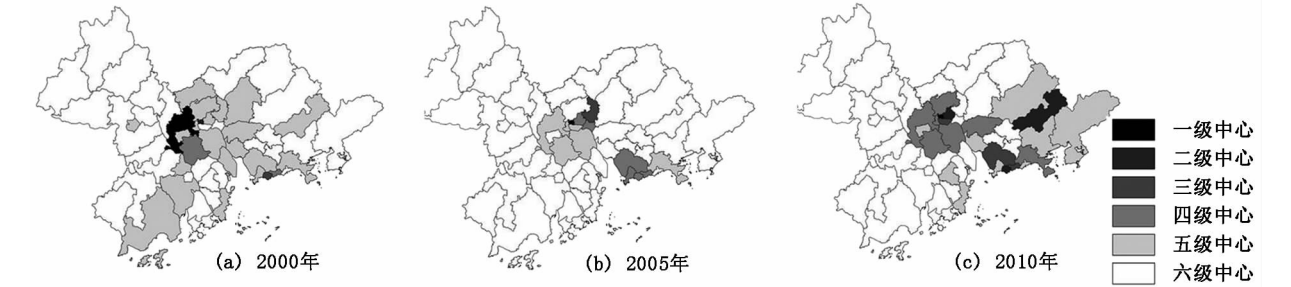 (a) 2000年
(b) 2005年
(c) 2010年
一级中心
二级中心
三级中心
四级中心
五级中心
六级中心